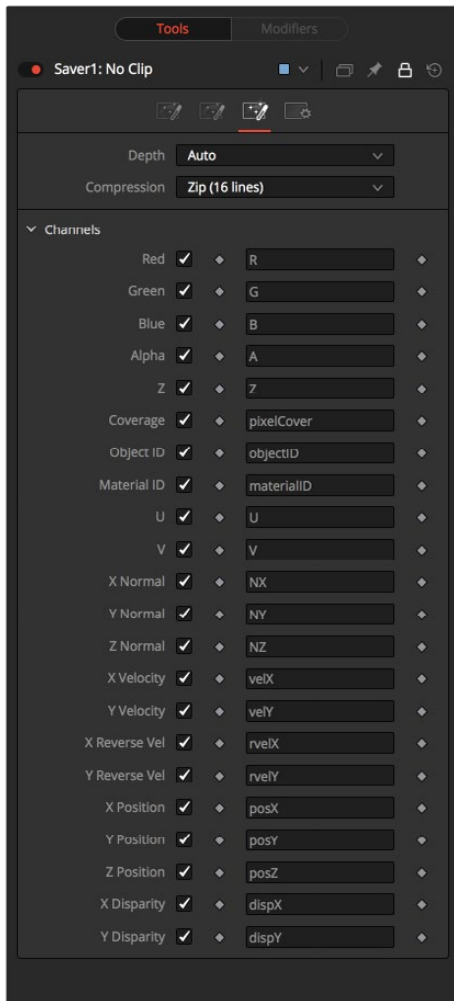 Tools Modifiers
Saver1: No Clip
Depth Auto
Compression Zip (16 lines)
Channels
Red R
Green G
Blue B
Alpha A
Z Z
Coverage pixelCover
Object ID objectID
Material ID materialID
U U
V V
X Normal NX
Y Normal NY
Z Normal NZ
X Velocity velX
Y Velocity velY
X Reverse Vel rvelX
Y Reverse Vel rvelY
X Position posX
Y Position posY
Z Position posZ
X Disparity dispX
Y Disparity dispY